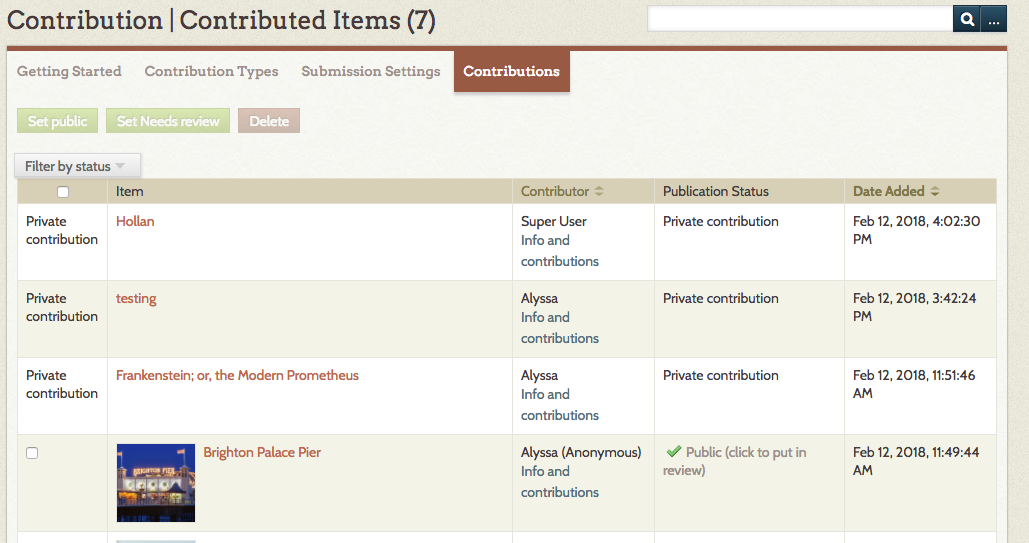 Contribution | Contributed Items (7)
...
Getting Started Contribution Types Submission Settings Contributions
Set public Set Needs review Delete
Filter by status
Item Contributor Publication Status Date Added
Private contribution
Hollan
Super User
Info and contributions
Private contribution
Feb 12, 2018, 4:02:30 PM
Private contribution
testing
Alyssa
Info and contributions
Private contribution
Feb 12, 2018, 3:42:24 PM
Private contribution
Frankenstein; or, the Modern Prometheus
Alyssa
Info and contributions
Private contribution
Feb 12, 2018, 11:51:46 AM
BRIGHTON PIER
Brighton Palace Pier
Alyssa (Anonymous)
Info and contributions
Public (click to put in review)
Feb 12, 2018, 11:49:44 AM